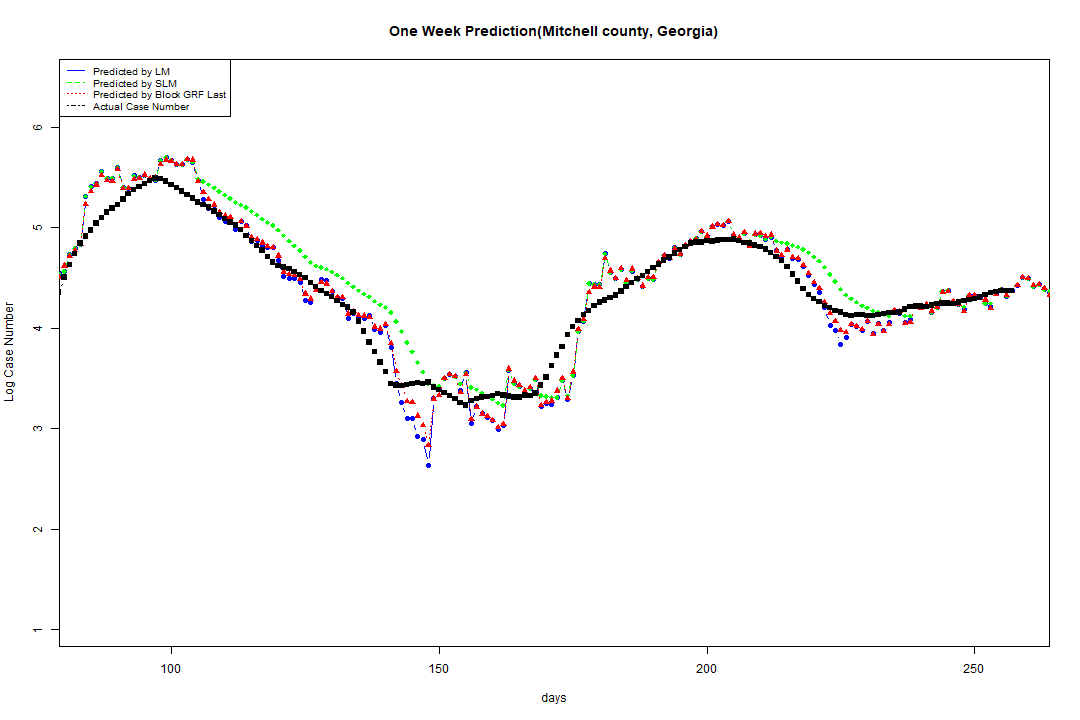 One Week Prediction(Mitchell county, Georgia)
Predicted by LM
Predicted by SLM
Predicted by Block GRF Last
Actual Case Number
6
5
4
3
2
1
Log Case Number
100 150 200 250
days